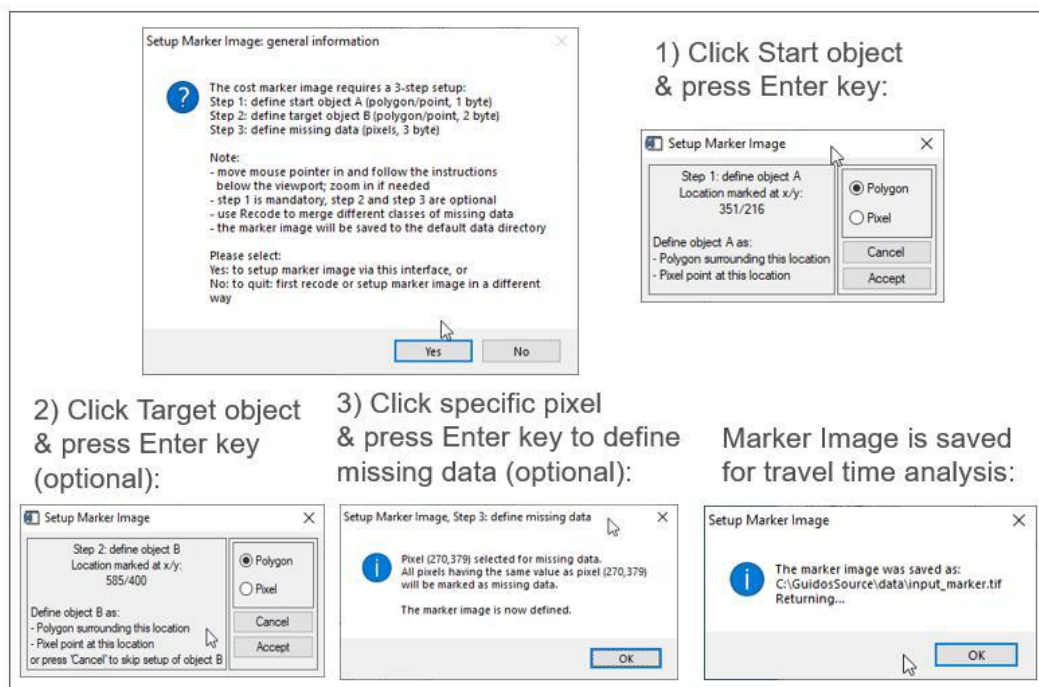 Setup Marker Image: general information
The cost marker image requires a 3-step setup:
Step 1: define start object A (polygon/point, 1 byte)
Step 2: define target object B (polygon/point, 2 byte)
Step 3: define missing data (pixels, 3 byte)
Note:
- move mouse pointer in and follow the instructions
below the viewport; zoom in if needed
- step 1 is mandatory, step 2 and step 3 are optional
- use Recode to merge different classes of missing data
- the marker image will be saved to the default data directory
Please select:
Yes: to setup marker image via this interface, or
No: to quit: first recode or setup marker image in a different
way
Yes
No
1) Click Start object
& press Enter key:
Setup Marker Image
Step 1: define object A
Location marked at x/y:
351/216
Define object A as:
- Polygon surrounding this location
- Pixel point at this location
Polygon
Pixel
Cancel
Accept
2) Click Target object
& press Enter key
(optional):
Setup Marker Image
Step 2: define object B
Location marked at x/y:
585/400
Define object B as:
- Polygon surrounding this location
- Pixel point at this location
or press 'Cancel' to skip setup of object B
Polygon
Pixel
Cancel
Accept
3) Click specific pixel
& press Enter key to define
missing data (optional):
Setup Marker Image, Step 3: define missing data
Pixel (270,379) selected for missing data.
All pixels having the same value as pixel (270,379)
will be marked as missing data.
The marker image is now defined.
OK
Marker Image is saved
for travel time analysis:
Setup Marker Image
The marker image was saved as:
C:\GuidosSource\data\input_marker.tif
Returning...
OK